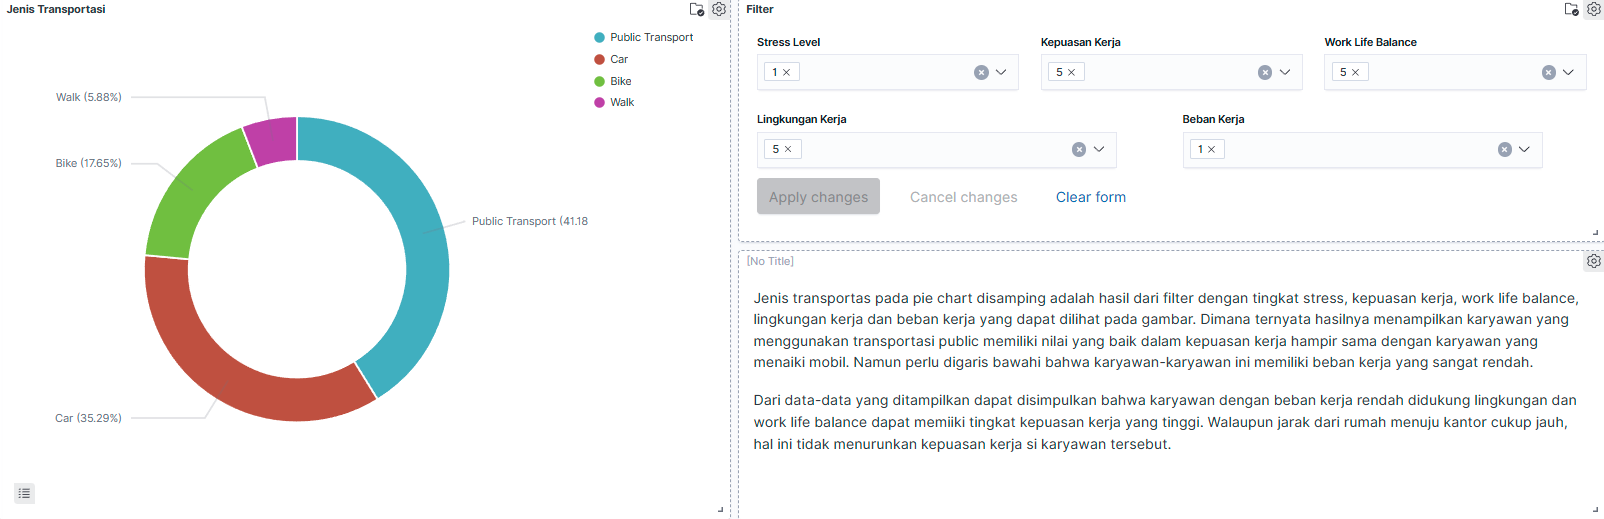 Jenis Transportasi
Public Transport
Car
Bike
Walk
Walk (5.88%)
Bike (17.65%)
Public Transport (41.18
Car (35.29%)
Filter
Stress Level
1
Kepuasan Kerja
5
Work Life Balance
5
Lingkungan Kerja
5
Beban Kerja
1
Apply changes
Cancel changes
Clear form
[No Title]
Jenis transportas pada pie chart disamping adalah hasil dari filter dengan tingkat stress, kepuasan kerja, work life balance,
lingkungan kerja dan beban kerja yang dapat dilihat pada gambar. Dimana ternyata hasilnya menampilkan karyawan yang
menggunakan transportasi public memiliki nilai yang baik dalam kepuasan kerja hampir sama dengan karyawan yang
menaiki mobil. Namun perlu digaris bawahi bahwa karyawan-karyawan ini memiliki beban kerja yang sangat rendah.
Dari data-data yang ditampilkan dapat disimpulkan bahwa karyawan dengan beban kerja rendah didukung lingkungan dan
work life balance dapat memiiki tingkat kepuasan kerja yang tinggi. Walaupun jarak dari rumah menuju kantor cukup jauh,
hal ini tidak menurunkan kepuasan kerja si karyawan tersebut.